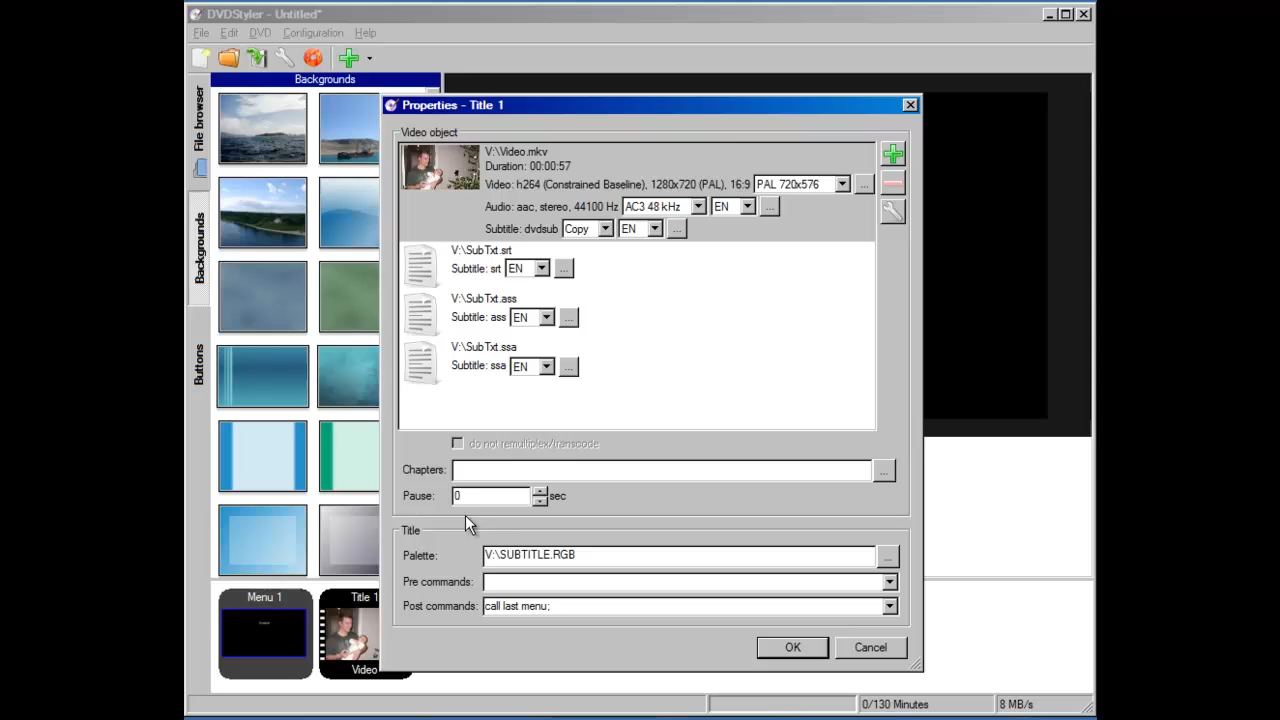 DVDStyler - Untitled*
File Edit DVD Configuration Help
Backgrounds
File browser
Backgrounds
Buttons
Properties - Title 1
Video object
V:\Video.mkv
Duration: 00:00:57
Video: h264 (Constrained Baseline), 1280x720 (PAL), 16:9 PAL 720x576 ...
Audio: aac, stereo, 44100 Hz AC3 48 kHz EN ...
Subtitle: dvdsub Copy EN ...
V:\SubTxt.srt
Subtitle: srt EN ...
V:\SubTxt.ass
Subtitle: ass EN ...
V:\SubTxt.ssa
Subtitle: ssa EN ...
do not remultiplex/transcode
Chapters: ...
Pause: 0 sec
Title
Palette: V:\SUBTITLE.RGB ...
Pre commands:
Post commands: call last menu;
OK Cancel
Menu 1
Title 1
Video
0/130 Minutes 8 MB/s